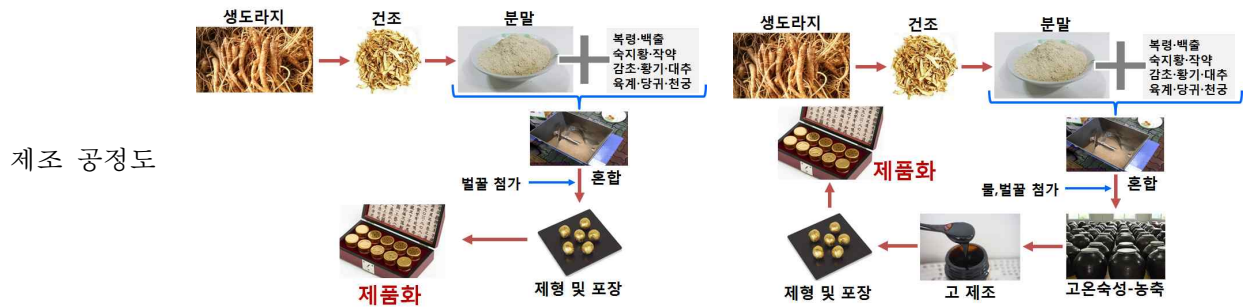 제조 공정도
생도라지
건조
분말
복령·백출
숙지황·작약
감초·황기·대추
육계·당귀·천궁
벌꿀 첨가
혼합
제형 및 포장
제품화
생도라지
건조
분말
복령·백출
숙지황·작약
감초·황기·대추
육계·당귀·천궁
물,벌꿀 첨가
혼합
고온숙성-농축
고 제조
제형 및 포장
제품화